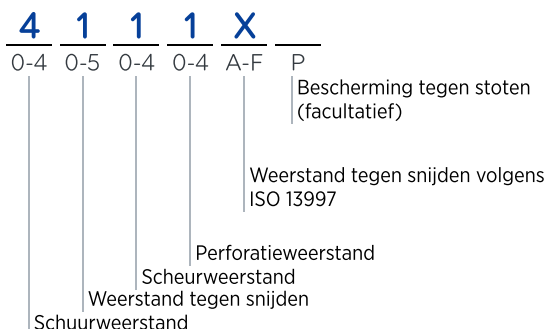 4 1 1 1 X
0-4 0-5 0-4 0-4 A-F P
Bescherming tegen stoten
(facultatief)
Weerstand tegen snijden volgens
ISO 13997
Perforatieweerstand
Scheurweerstand
Weerstand tegen snijden
Schuurweerstand